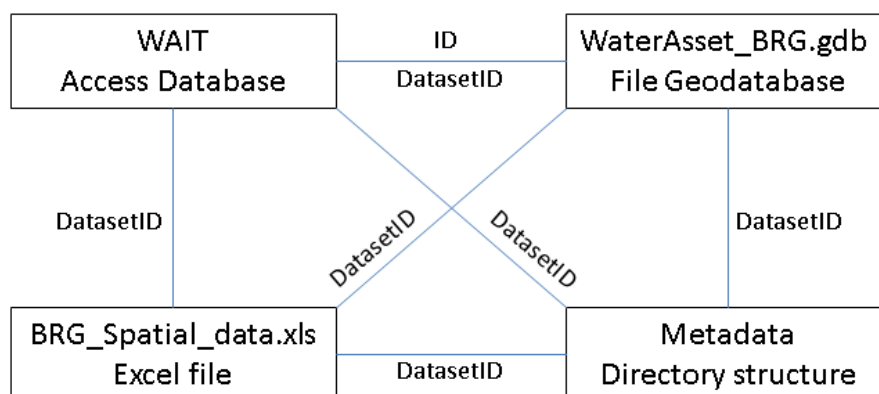 WAIT
Access Database
ID
DatasetID
WaterAsset_BRG.gdb
File Geodatabase
DatasetID
DatasetID
DatasetID
DatasetID
BRG_Spatial_data.xls
Excel file
DatasetID
Metadata
Directory structure